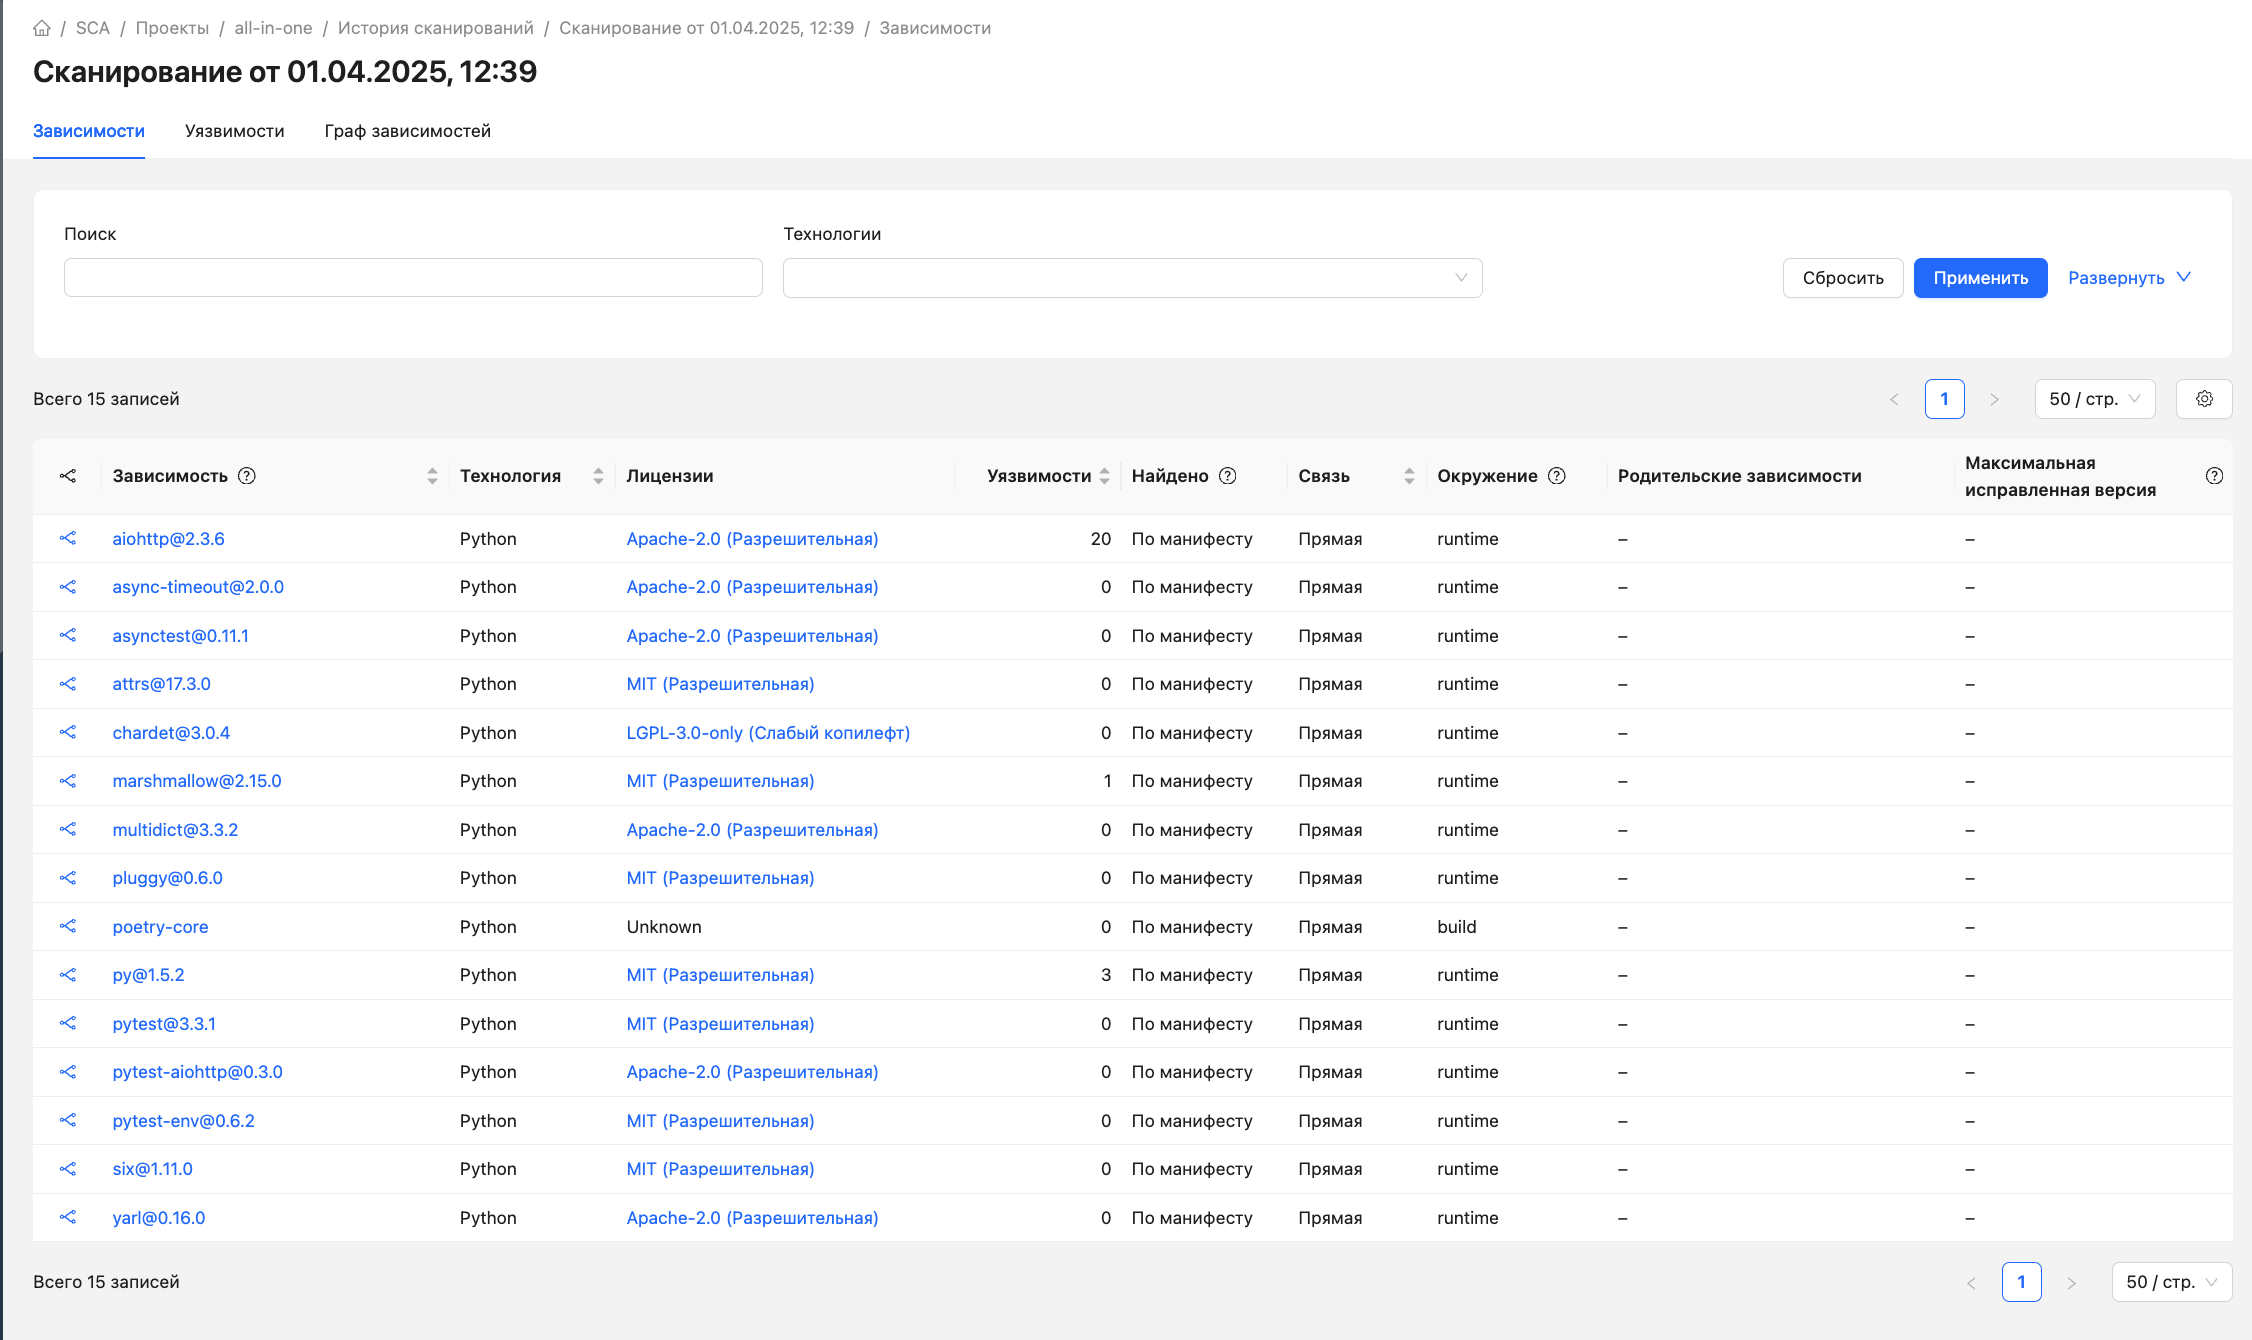 / SCA / Проекты / all-in-one / История сканирований / Сканирование от 01.04.2025, 12:39 / Зависимости
Сканирование от 01.04.2025, 12:39
Зависимости Уязвимости Граф зависимостей
Поиск Технологии
Сбросить Применить Развернуть
Всего 15 записей < 1 > 50 / стр.
Зависимость ? Технология Лицензии Уязвимости Найдено ? Связь Окружение ? Родительские зависимости Максимальная исправленная версия ?
aiohttp@2.3.6 Python Apache-2.0 (Разрешительная) 20 По манифесту Прямая runtime – –
async-timeout@2.0.0 Python Apache-2.0 (Разрешительная) 0 По манифесту Прямая runtime – –
asynctest@0.11.1 Python Apache-2.0 (Разрешительная) 0 По манифесту Прямая runtime – –
attrs@17.3.0 Python MIT (Разрешительная) 0 По манифесту Прямая runtime – –
chardet@3.0.4 Python LGPL-3.0-only (Слабый копилефт) 0 По манифесту Прямая runtime – –
marshmallow@2.15.0 Python MIT (Разрешительная) 1 По манифесту Прямая runtime – –
multidict@3.3.2 Python Apache-2.0 (Разрешительная) 0 По манифесту Прямая runtime – –
pluggy@0.6.0 Python MIT (Разрешительная) 0 По манифесту Прямая runtime – –
poetry-core Python Unknown 0 По манифесту Прямая build – –
py@1.5.2 Python MIT (Разрешительная) 3 По манифесту Прямая runtime – –
pytest@3.3.1 Python MIT (Разрешительная) 0 По манифесту Прямая runtime – –
pytest-aiohttp@0.3.0 Python Apache-2.0 (Разрешительная) 0 По манифесту Прямая runtime – –
pytest-env@0.6.2 Python MIT (Разрешительная) 0 По манифесту Прямая runtime – –
six@1.11.0 Python MIT (Разрешительная) 0 По манифесту Прямая runtime – –
yarl@0.16.0 Python Apache-2.0 (Разрешительная) 0 По манифесту Прямая runtime – –
Всего 15 записей < 1 > 50 / стр.